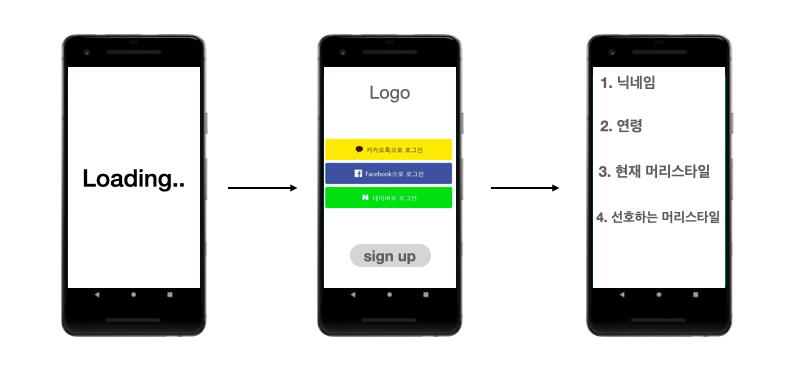 Loading..
Logo
카카오톡으로 로그인
Facebook으로 로그인
N 네이버로 로그인
sign up
1. 닉네임
2. 연령
3. 현재 머리스타일
4. 선호하는 머리스타일